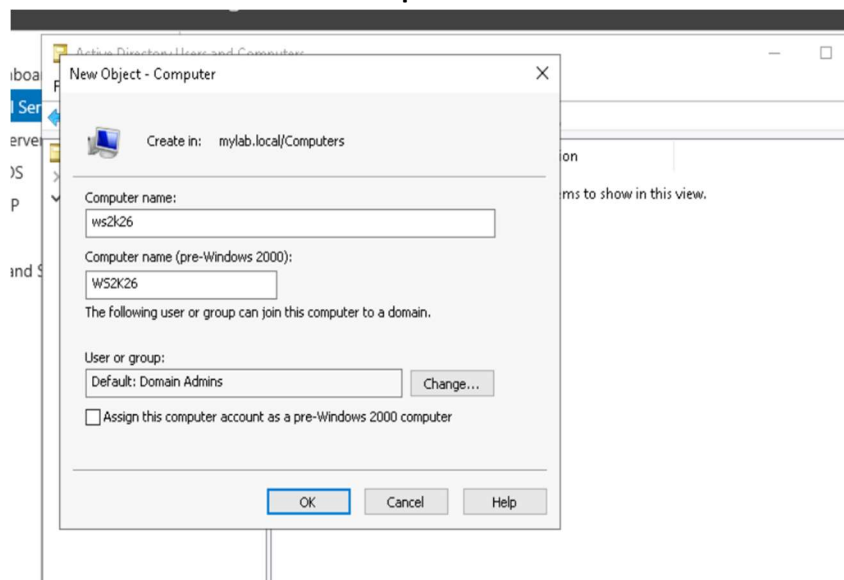 Active Directory Users and Computers
New Object - Computer
Create in: mylab.local/Computers
Computer name:
ws2k26
Computer name (pre-Windows 2000):
WS2K26
The following user or group can join this computer to a domain.
User or group:
Default: Domain Admins
Change...
Assign this computer account as a pre-Windows 2000 computer
OK
Cancel
Help
ion
ms to show in this view.
boa
l Ser
erver
OS
P
and S
F